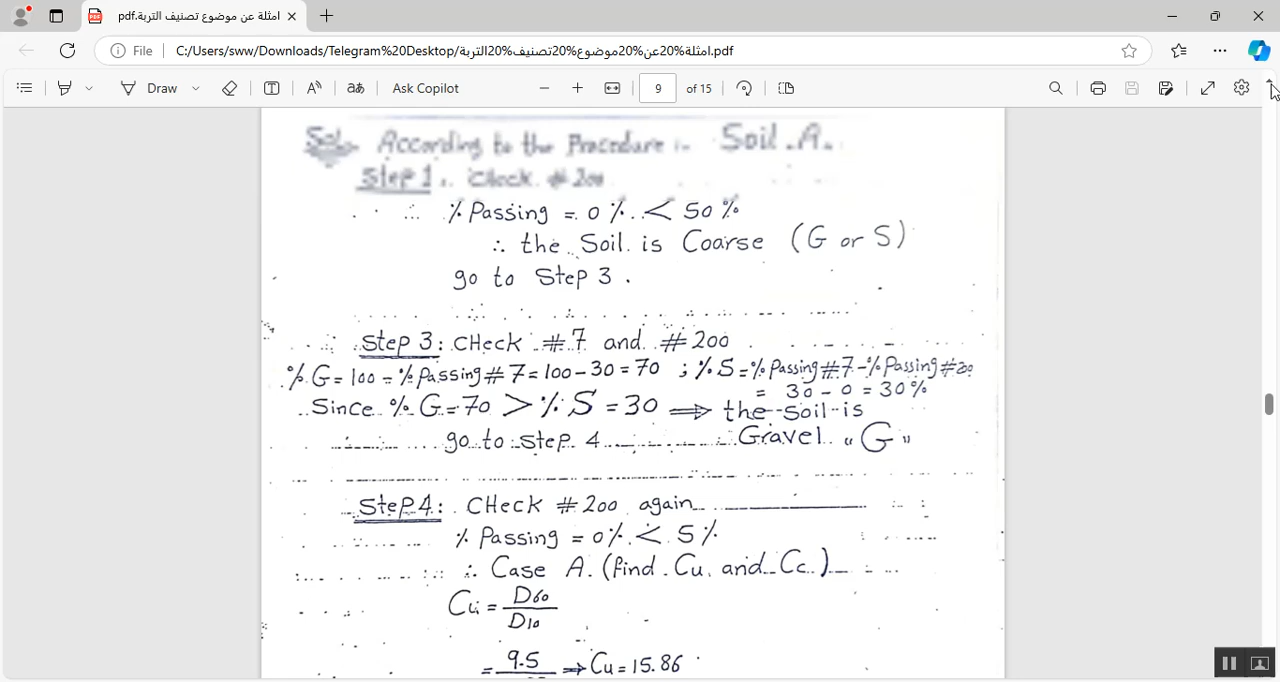 امثلة عن موضوع تصنيف التربة.pdf
File
C:/Users/sww/Downloads/Telegram%20Desktop/امثلة%20عن%20موضوع%20تصنيف%20التربة.pdf
Draw
aあ
Ask Copilot
9
of 15
Sol. According to the Procedure :- Soil .A.
Step 1 :. Check #200
% Passing = 0 % < 50 %
∴ the Soil is Coarse (G or S)
go to Step 3 .
Step 3 : CHeck #7 and #200
% G = 100 - % Passing #7 = 100 - 30 = 70 ; % S = % Passing #7 - % Passing #200
= 30 - 0 = 30 %
Since % G = 70 > % S = 30 ⟹ the soil is
go to step 4 Gravel "G"
Step 4 : CHeck #200 again
% Passing = 0 % < 5 %
∴ Case A. (find Cu and Cc)
Cu = D60 / D10
= 9.5 ⟹ Cu = 15.86